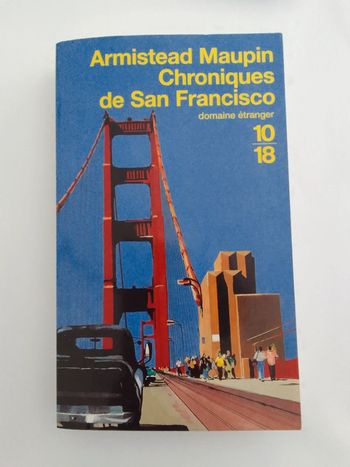 Armistead Maupin
Chroniques
de San Francisco
domaine étranger
10
18